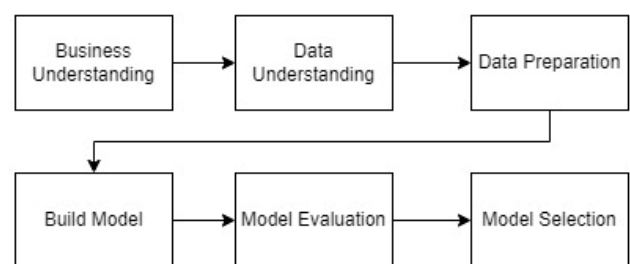 Business
Understanding
Data
Understanding
Data Preparation
Build Model
Model Evaluation
Model Selection